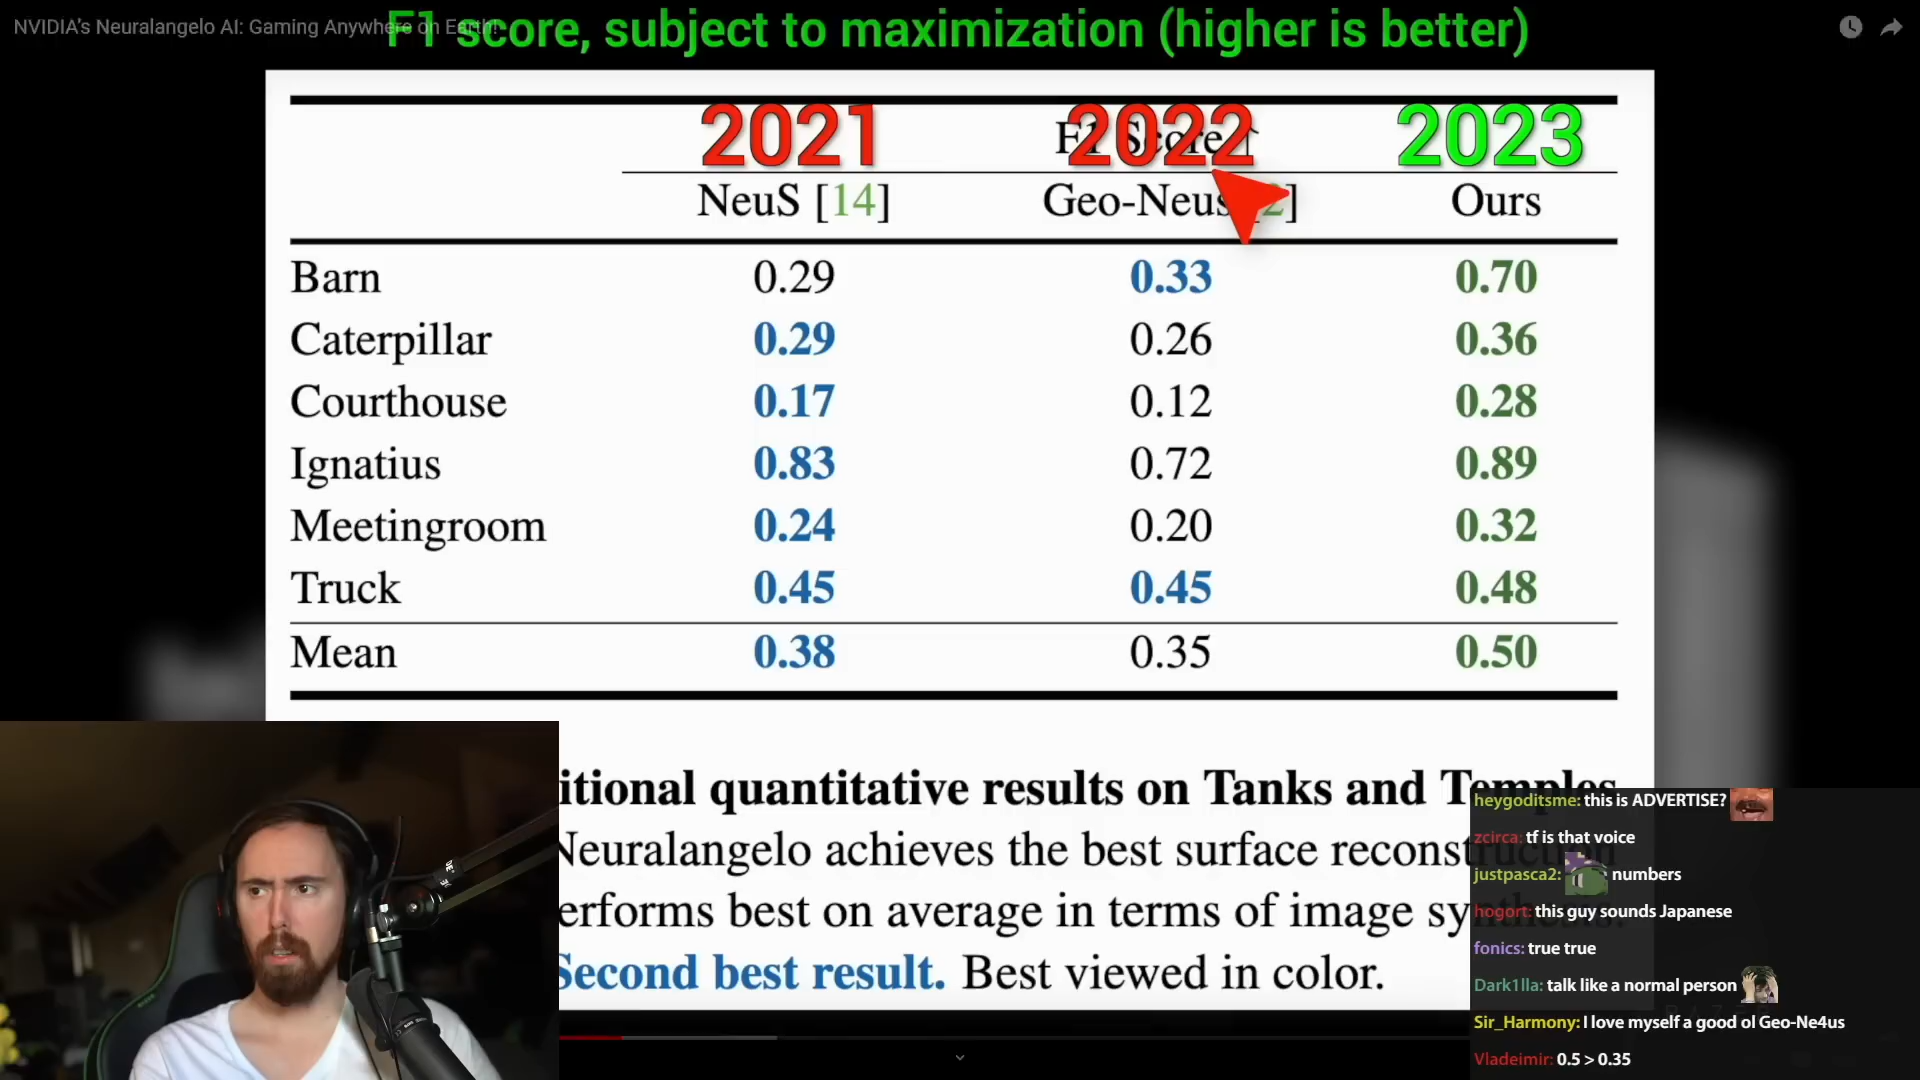 NVIDIA's Neuralangelo AI: Gaming Anywhere on Earth!
F1 score, subject to maximization (higher is better)
2021 2022 2023
F1 Score ↑
NeuS [14] Geo-Neus 2] Ours
Barn 0.29 0.33 0.70
Caterpillar 0.29 0.26 0.36
Courthouse 0.17 0.12 0.28
Ignatius 0.83 0.72 0.89
Meetingroom 0.24 0.20 0.32
Truck 0.45 0.45 0.48
Mean 0.38 0.35 0.50
itional quantitative results on Tanks and Temples
Neuralangelo achieves the best surface reconstruction
erforms best on average in terms of image synthesis.
Second best result. Best viewed in color.
heygoditsme: this is ADVERTISE?
zcirca: tf is that voice
justpasca2: numbers
hogort: this guy sounds Japanese
fonics: true true
Dark1lla: talk like a normal person
Sir_Harmony: I love myself a good ol Geo-Ne4us
Vladeimir: 0.5 > 0.35